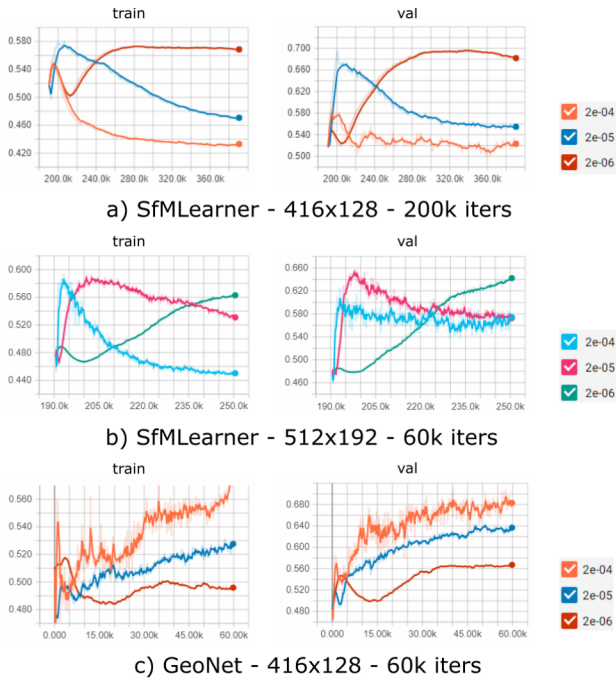 train val
0.580
0.540
0.500
0.460
0.420
200.0k 240.0k 280.0k 320.0k 360.0k
0.700
0.660
0.620
0.580
0.540
0.500
200.0k 240.0k 280.0k 320.0k 360.0k
2e-04
2e-05
2e-06
a) SfMLearner - 416x128 - 200k iters
train val
0.600
0.560
0.520
0.480
0.440
190.0k 205.0k 220.0k 235.0k 250.0k
0.660
0.620
0.580
0.540
0.500
0.460
190.0k 205.0k 220.0k 235.0k 250.0k
2e-04
2e-05
2e-06
b) SfMLearner - 512x192 - 60k iters
train val
0.560
0.540
0.520
0.500
0.480
0.000 15.00k 30.00k 45.00k 60.00k
0.680
0.640
0.600
0.560
0.520
0.480
0.000 15.00k 30.00k 45.00k 60.00k
2e-04
2e-05
2e-06
c) GeoNet - 416x128 - 60k iters